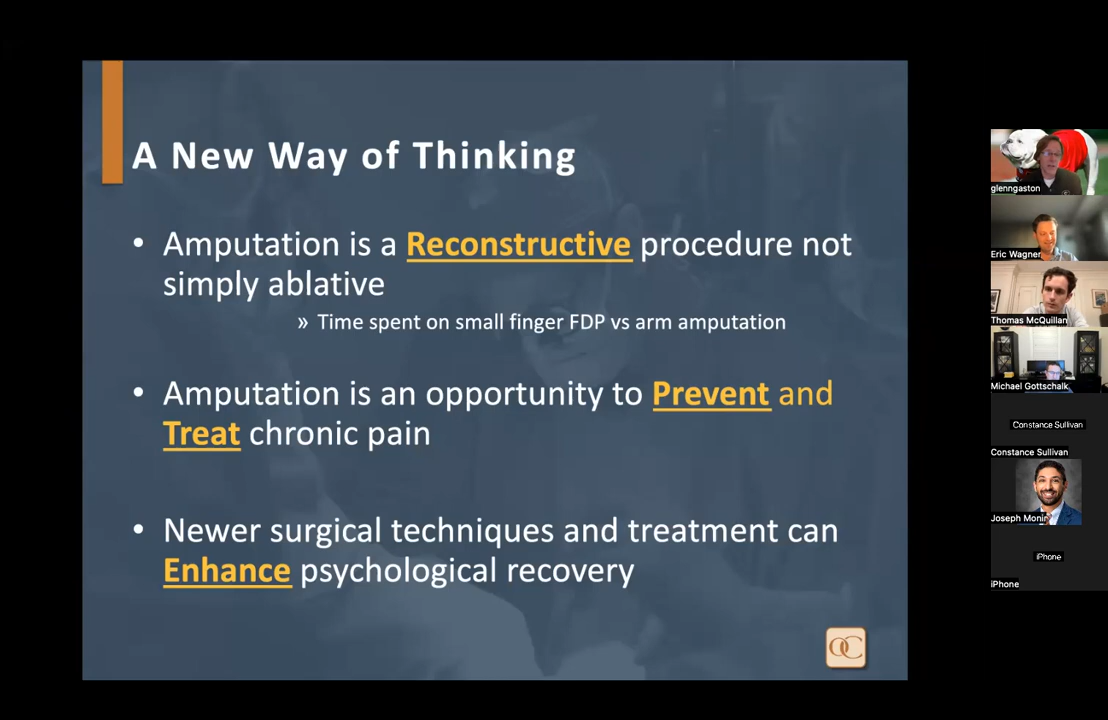 A New Way of Thinking
• Amputation is a Reconstructive procedure not
simply ablative
» Time spent on small finger FDP vs arm amputation
• Amputation is an opportunity to Prevent and
Treat chronic pain
• Newer surgical techniques and treatment can
Enhance psychological recovery
OC
glenngaston
Eric Wagner
Thomas McQuillan
Michael Gottschalk
Constance Sullivan
Constance Sullivan
Joseph Monir
iPhone
iPhone